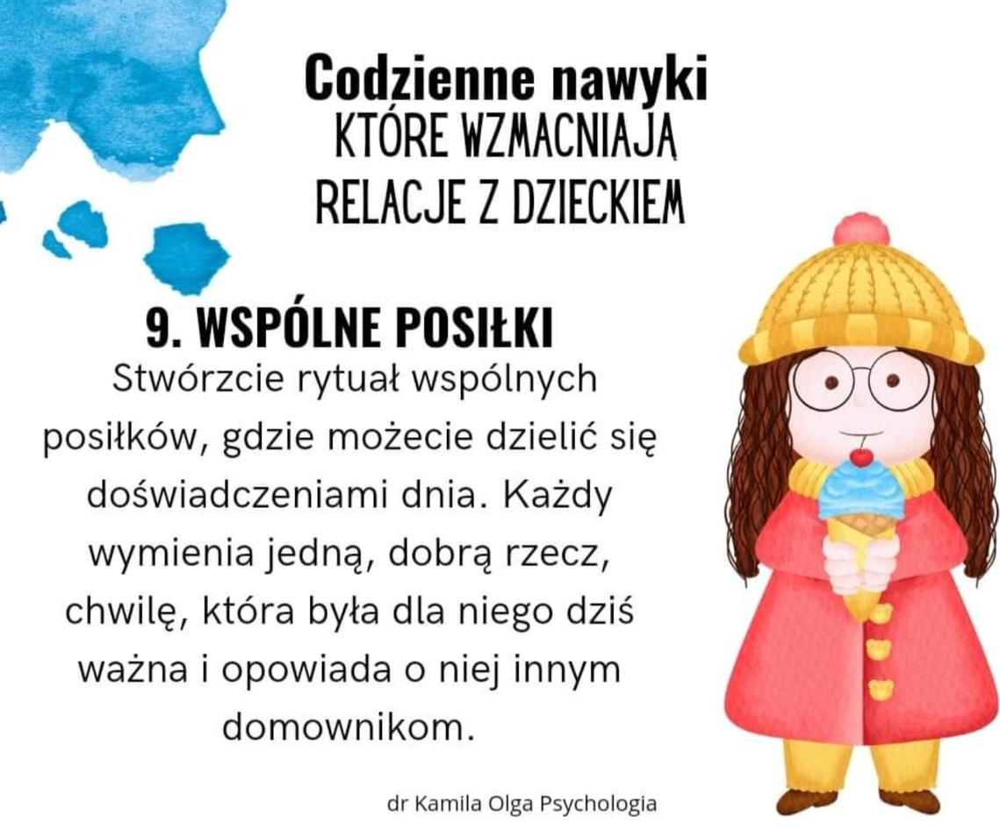 Codzienne nawyki
KTÓRE WZMACNIAJĄ
RELACJE Z DZIECKIEM
9. WSPÓLNE POSIŁKI
Stwórzcie rytuał wspólnych
posiłków, gdzie możecie dzielić się
doświadczeniami dnia. Każdy
wymienia jedną, dobrą rzecz,
chwilę, która była dla niego dziś
ważna i opowiada o niej innym
domownikom.
dr Kamila Olga Psychologia